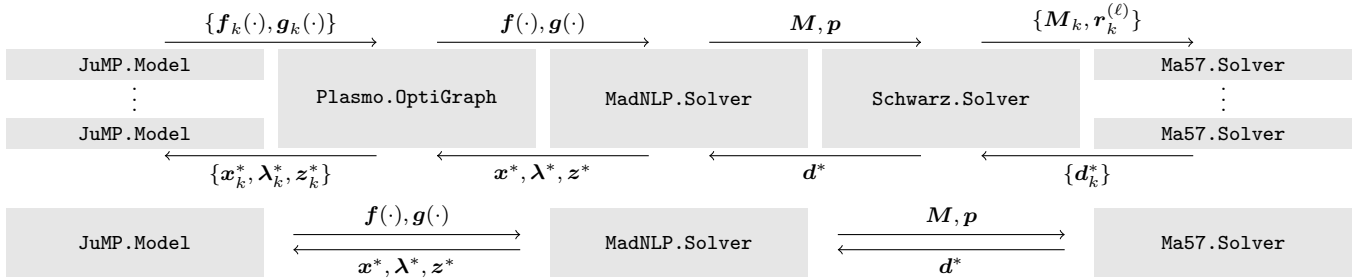 {f_k(·), g_k(·)} f(·), g(·) M, p {M_k, r_k^(ℓ)}
JuMP.Model Ma57.Solver
⋮ Plasmo.OptiGraph MadNLP.Solver Schwarz.Solver ⋮
JuMP.Model Ma57.Solver
{x_k^*, λ_k^*, z_k^*} x^*, λ^*, z^* d^* {d_k^*}
f(·), g(·) M, p
JuMP.Model MadNLP.Solver Ma57.Solver
x^*, λ^*, z^* d^*